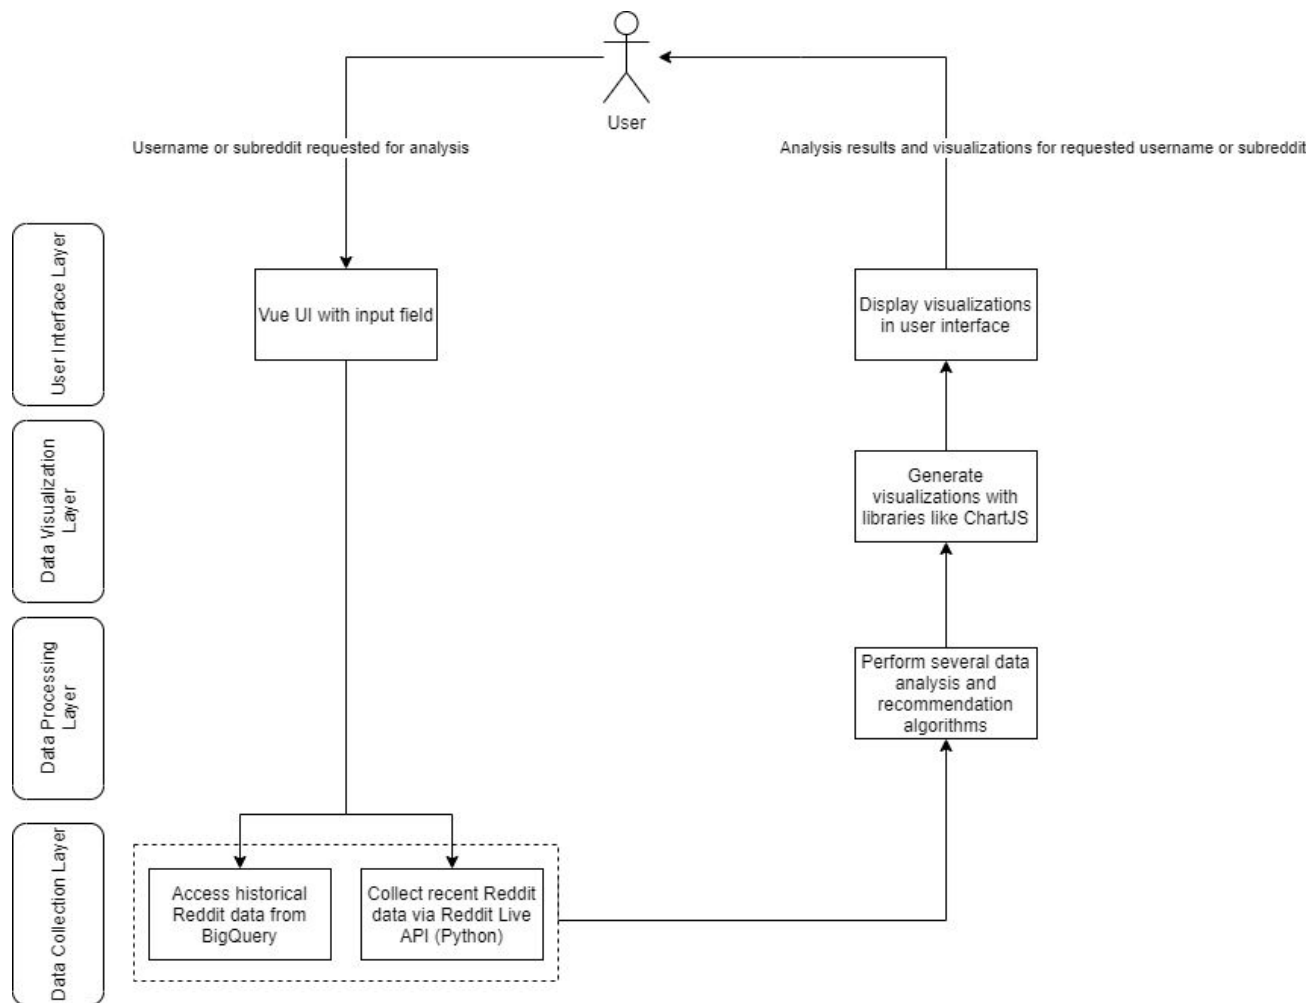 User
Username or subreddit requested for analysis
Analysis results and visualizations for requested username or subreddit
User Interface Layer
Vue UI with input field
Display visualizations
in user interface
Data Visualization
Layer
Generate
visualizations with
libraries like ChartJS
Data Processing
Layer
Perform several data
analysis and
recommendation
algorithms
Data Collection Layer
Access historical
Reddit data from
BigQuery
Collect recent Reddit
data via Reddit Live
API (Python)